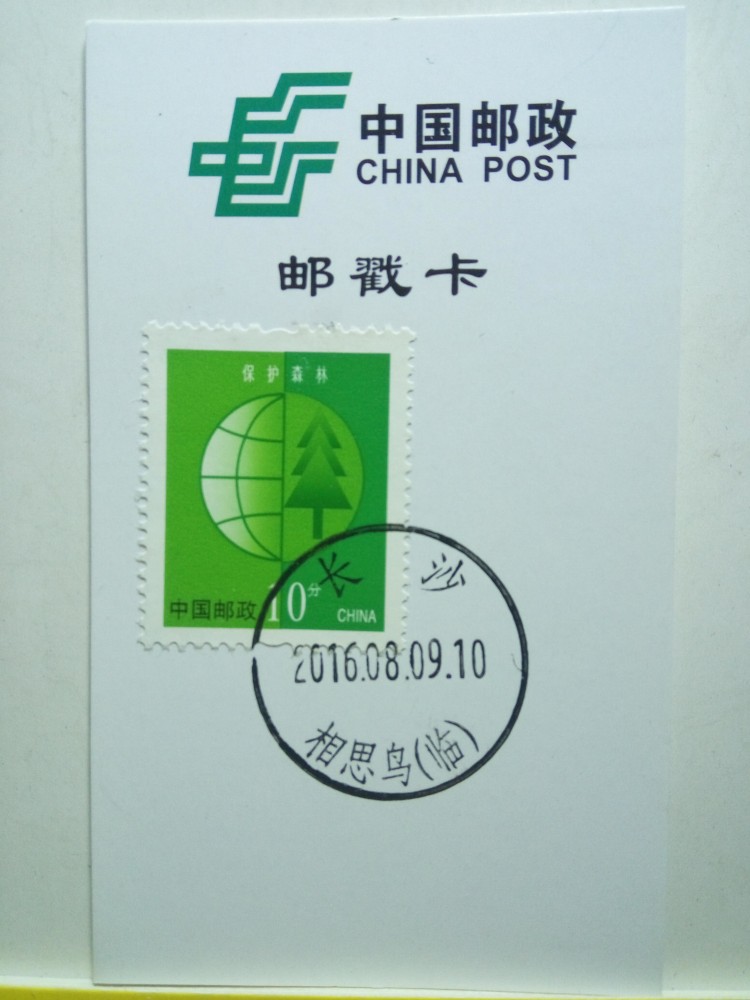 中国邮政
CHINA POST
邮戳卡
保护森林
中国邮政 10分 CHINA
长沙
2016.08.09.10
相思鸟(临)